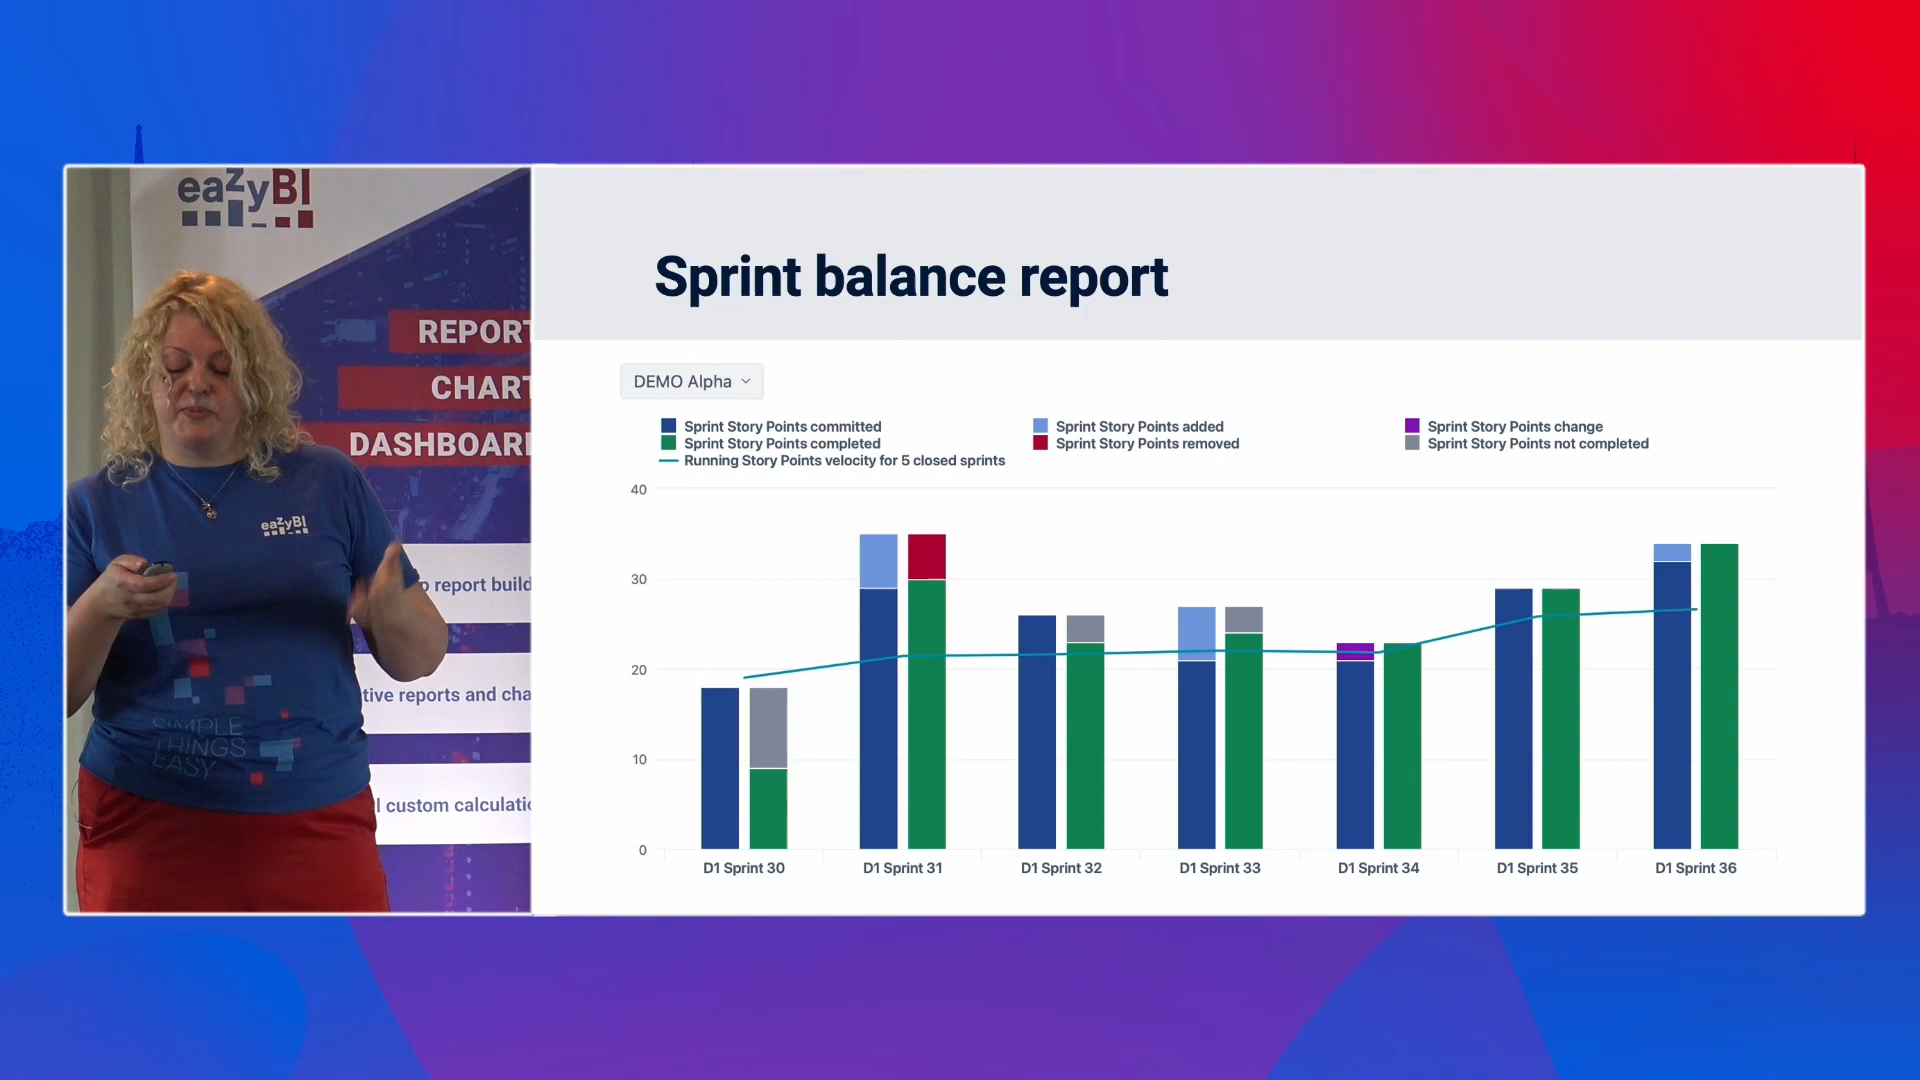 eazyBI
REPORT
CHART
DASHBOAR
p report build
tive reports and cha
l custom calculatio
eazyBI
SIMPLE
THINGS
EASY
Sprint balance report
DEMO Alpha
Sprint Story Points committed
Sprint Story Points added
Sprint Story Points change
Sprint Story Points completed
Sprint Story Points removed
Sprint Story Points not completed
Running Story Points velocity for 5 closed sprints
40
30
20
10
0
D1 Sprint 30
D1 Sprint 31
D1 Sprint 32
D1 Sprint 33
D1 Sprint 34
D1 Sprint 35
D1 Sprint 36